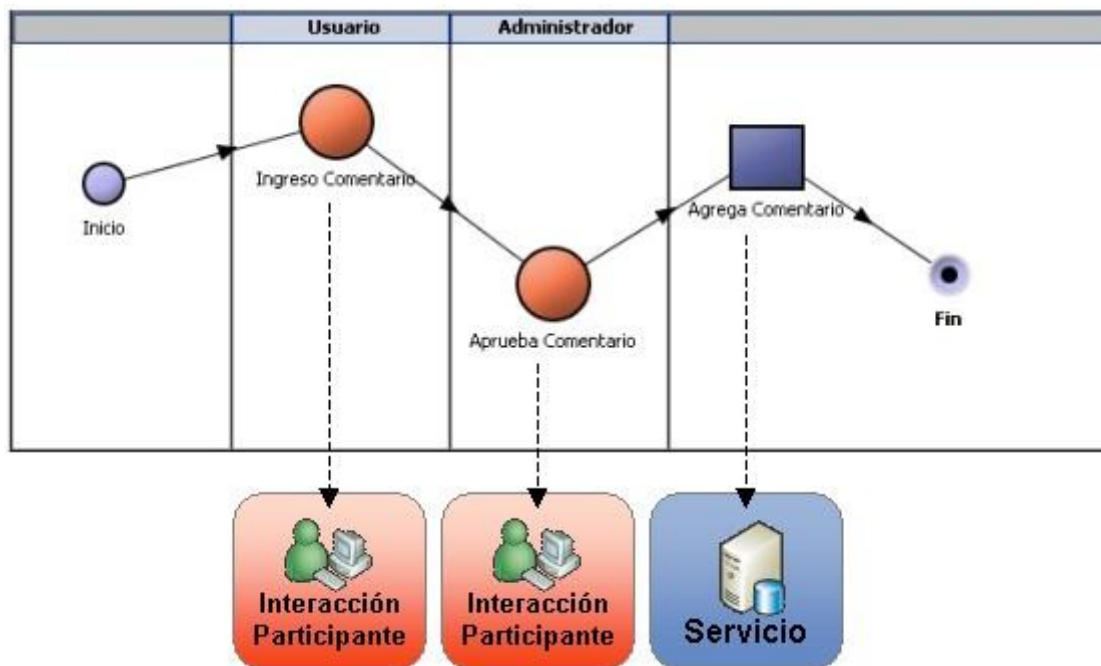 Usuario
Administrador
Inicio
Ingreso Comentario
Aprueba Comentario
Agrega Comentario
Fin
Interacción
Participante
Interacción
Participante
Servicio